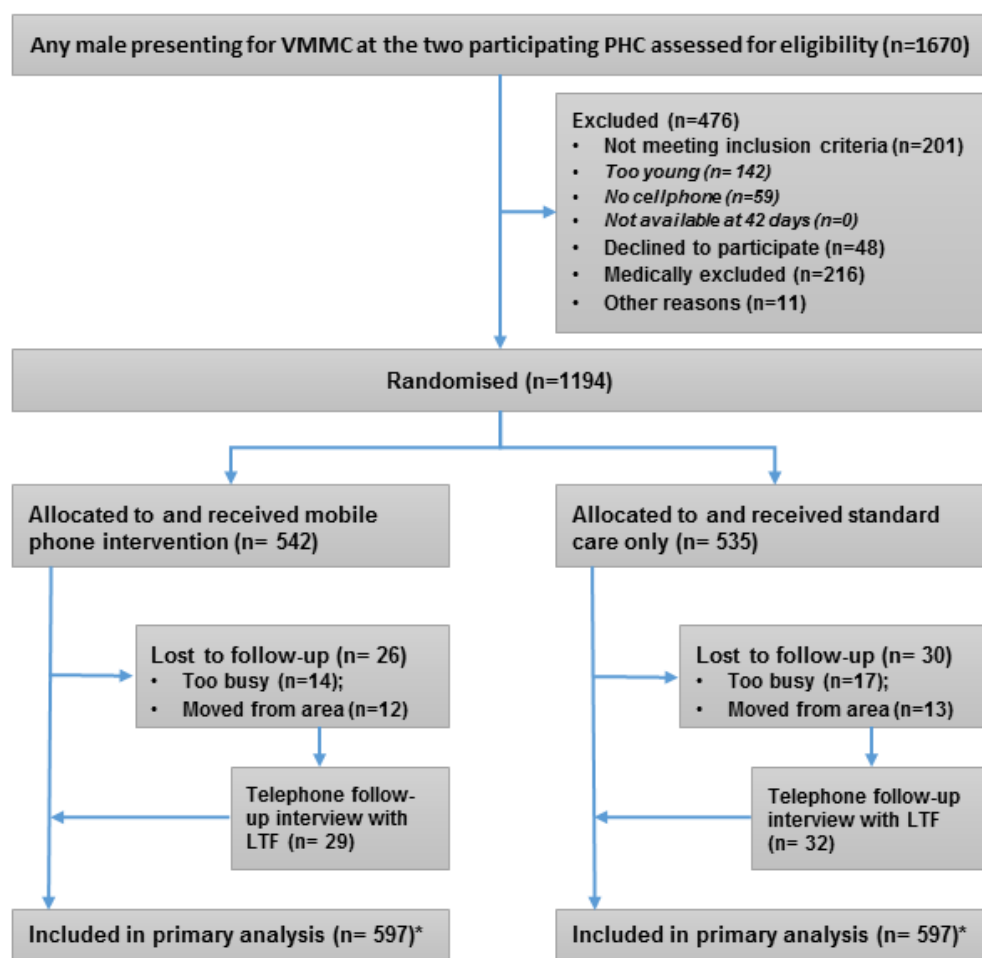 Any male presenting for VMMC at the two participating PHC assessed for eligibility (n=1670)
Excluded (n=476)
• Not meeting inclusion criteria (n=201)
• Too young (n= 142)
• No cellphone (n=59)
• Not available at 42 days (n=0)
• Declined to participate (n=48)
• Medically excluded (n=216)
• Other reasons (n=11)
Randomised (n=1194)
Allocated to and received mobile
phone intervention (n= 542)
Allocated to and received standard
care only (n= 535)
Lost to follow-up (n= 26)
• Too busy (n=14);
• Moved from area (n=12)
Lost to follow-up (n= 30)
• Too busy (n=17);
• Moved from area (n=13)
Telephone follow-
up interview with
LTF (n= 29)
Telephone follow-up
interview with LTF
(n= 32)
Included in primary analysis (n= 597)*
Included in primary analysis (n= 597)*